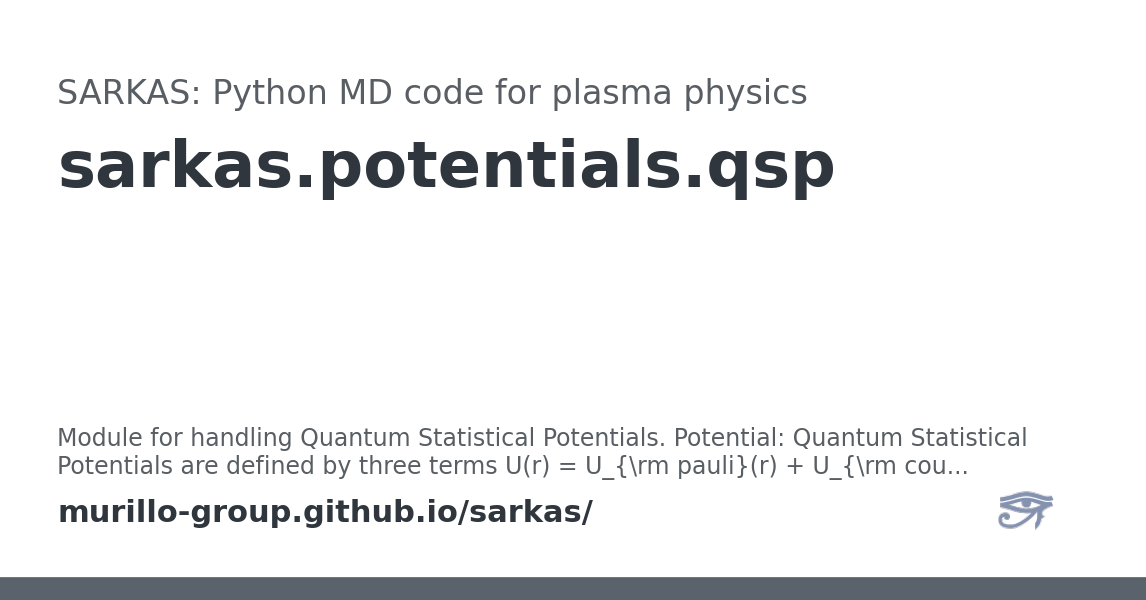 SARKAS: Python MD code for plasma physics
sarkas.potentials.qsp
Module for handling Quantum Statistical Potentials. Potential: Quantum Statistical
Potentials are defined by three terms U(r) = U_{\rm pauli}(r) + U_{\rm cou...
murillo-group.github.io/sarkas/